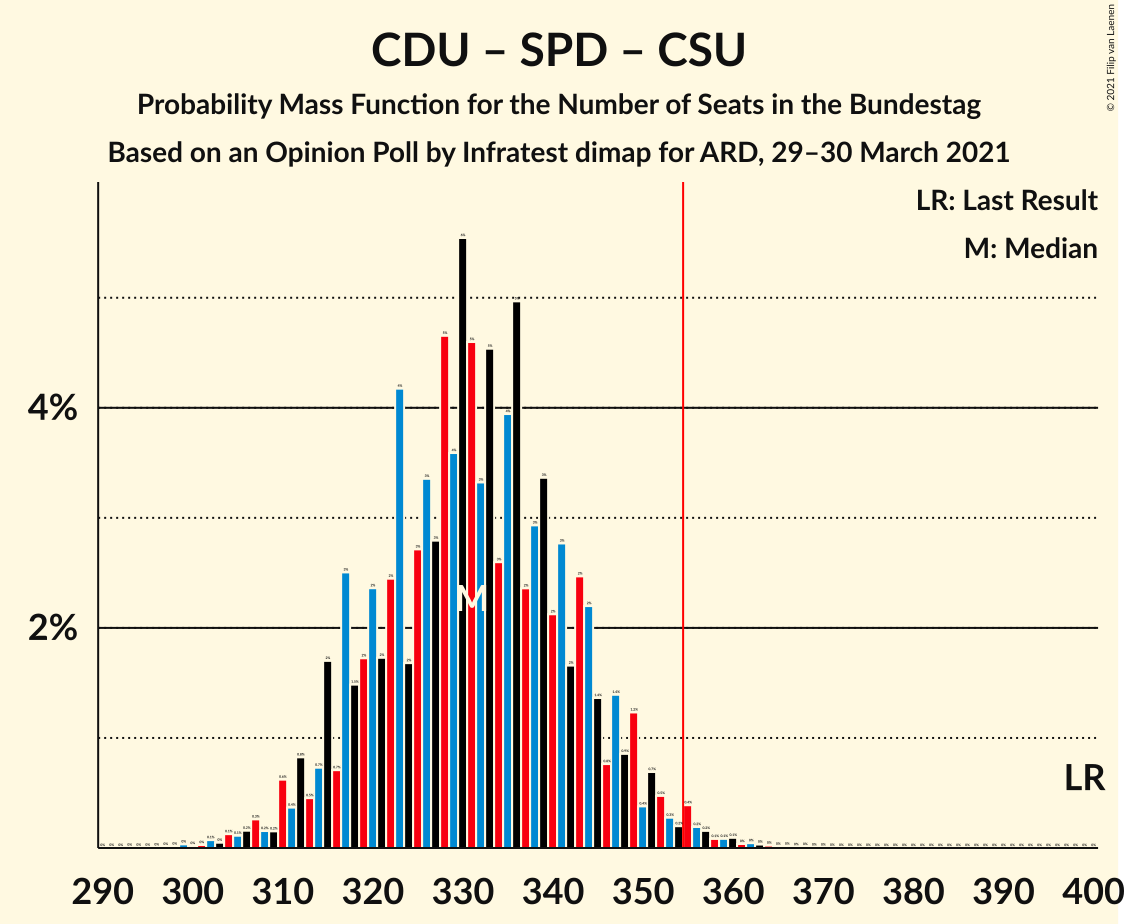 CDU – SPD – CSU
Probability Mass Function for the Number of Seats in the Bundestag
Based on an Opinion Poll by Infratest dimap for ARD, 29–30 March 2021
© 2021 Filip van Laenen
LR: Last Result
M: Median
4%
2%
M
LR
290 300 310 320 330 340 350 360 370 380 390 400